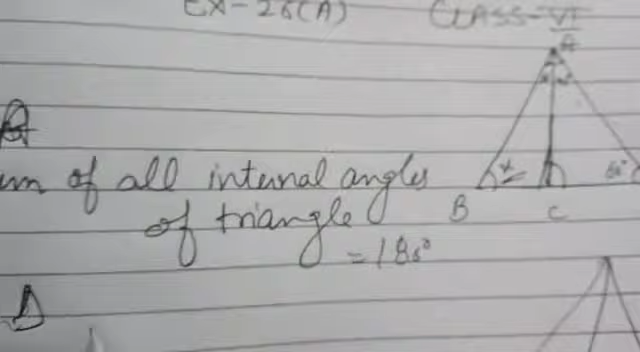 EX-26(A)
CLASS-VI
A
um of all internal angles
of triangle
=180°
B
C
60°
x